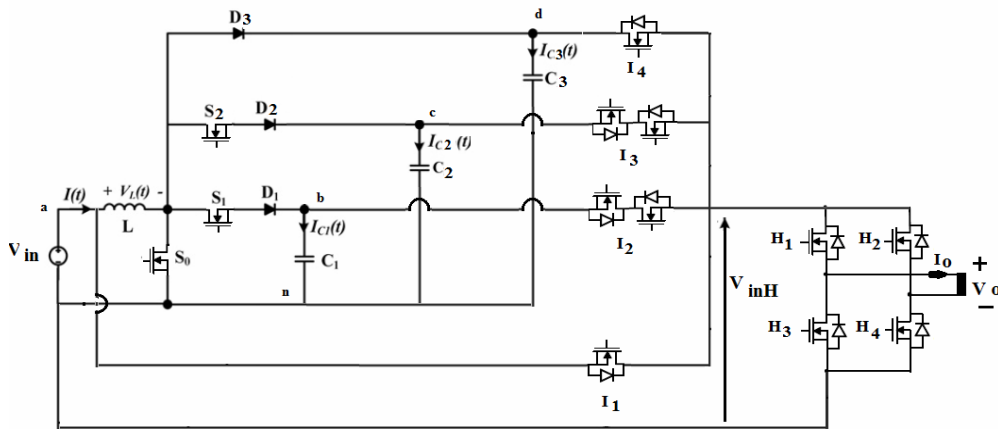 D3
d
IC3(t)
C3
I4
S2
D2
c
IC2 (t)
C2
I3
I(t)
+ VL(t) -
a
L
S1
D1
b
IC1(t)
C1
I2
Vin
S0
n
VinH
H1
H2
Io
+
Vo
−
H3
H4
I1